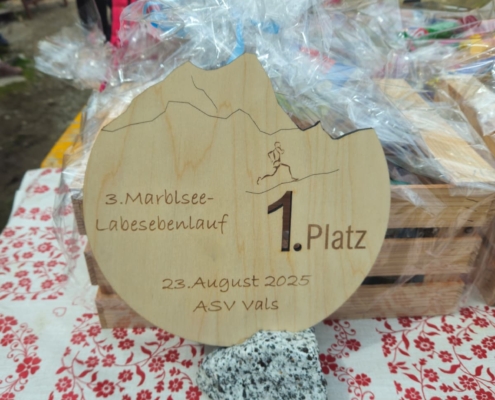 3.Marblsee-
Labesebenlauf
1.Platz
23.August 2025
ASV Vals